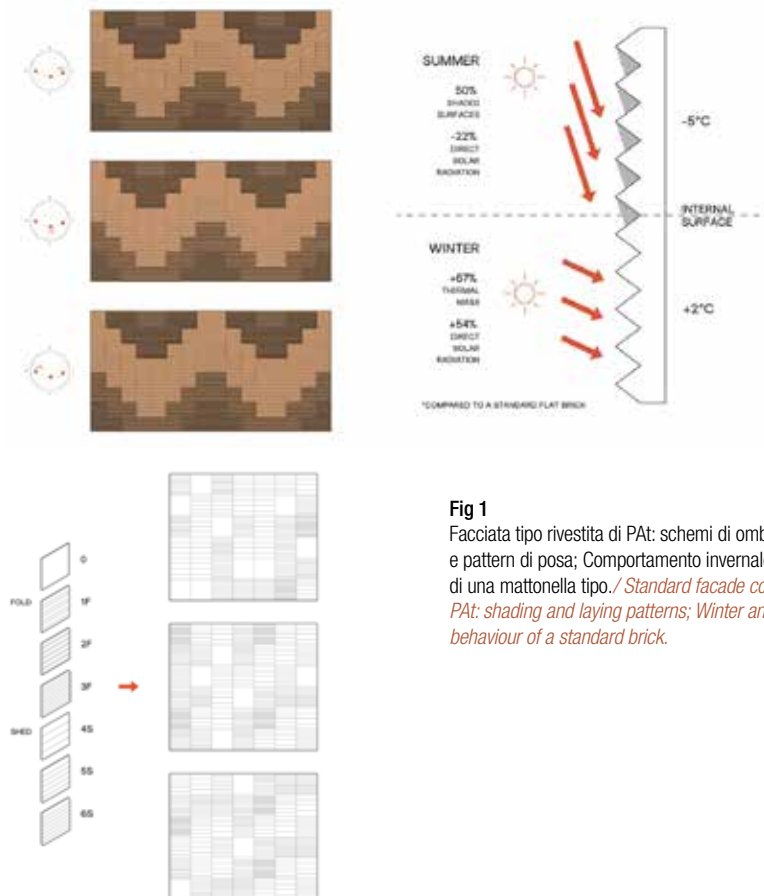 SUMMER
50%
SHADED
SURFACES
-22%
DIRECT
SOLAR
RADIATION
-5°C
INTERNAL
SURFACE
WINTER
+67%
THERMAL
MASS
+54%
DIRECT
SOLAR
RADIATION
+2°C
*COMPARED TO A STANDARD FLAT BRICK
0
FOLD
1F
2F
3F
SHED
4S
5S
6S
Fig 1
Facciata tipo rivestita di PAt: schemi di omb
e pattern di posa; Comportamento invernal
di una mattonella tipo./ Standard facade co
PAt: shading and laying patterns; Winter an
behaviour of a standard brick.